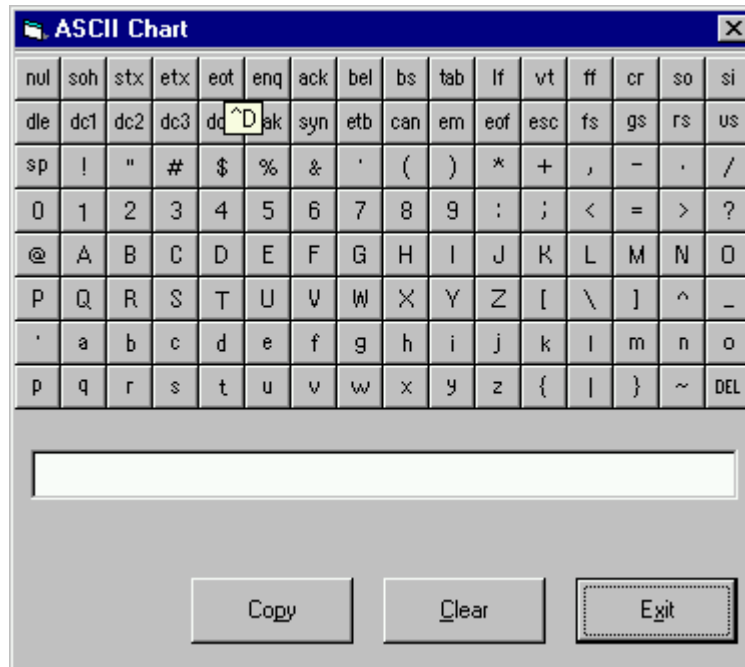 ASCII Chart
nul soh stx etx eot enq ack bel bs tab lf vt ff cr so si
dle dc1 dc2 dc3 dc ^D ak syn etb can em eof esc fs gs rs us
sp ! " # $ % & ' ( ) * + , - . /
0 1 2 3 4 5 6 7 8 9 : ; < = > ?
@ A B C D E F G H I J K L M N O
P Q R S T U V W X Y Z [ \ ] ^ _
' a b c d e f g h i j k l m n o
p q r s t u v w x y z { | } ~ DEL
Copy Clear Exit